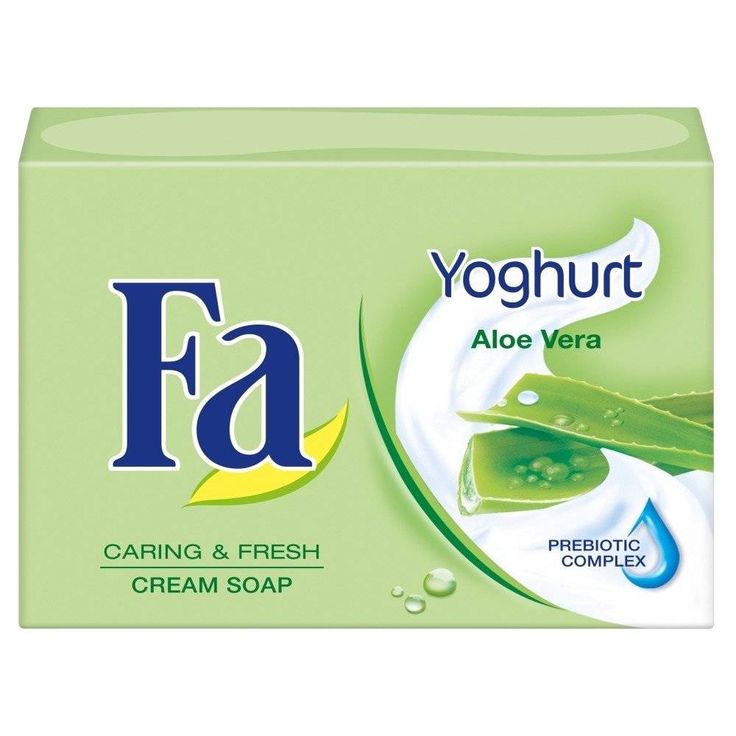 Fa
CARING & FRESH
CREAM SOAP
Yoghurt
Aloe Vera
PREBIOTIC
COMPLEX